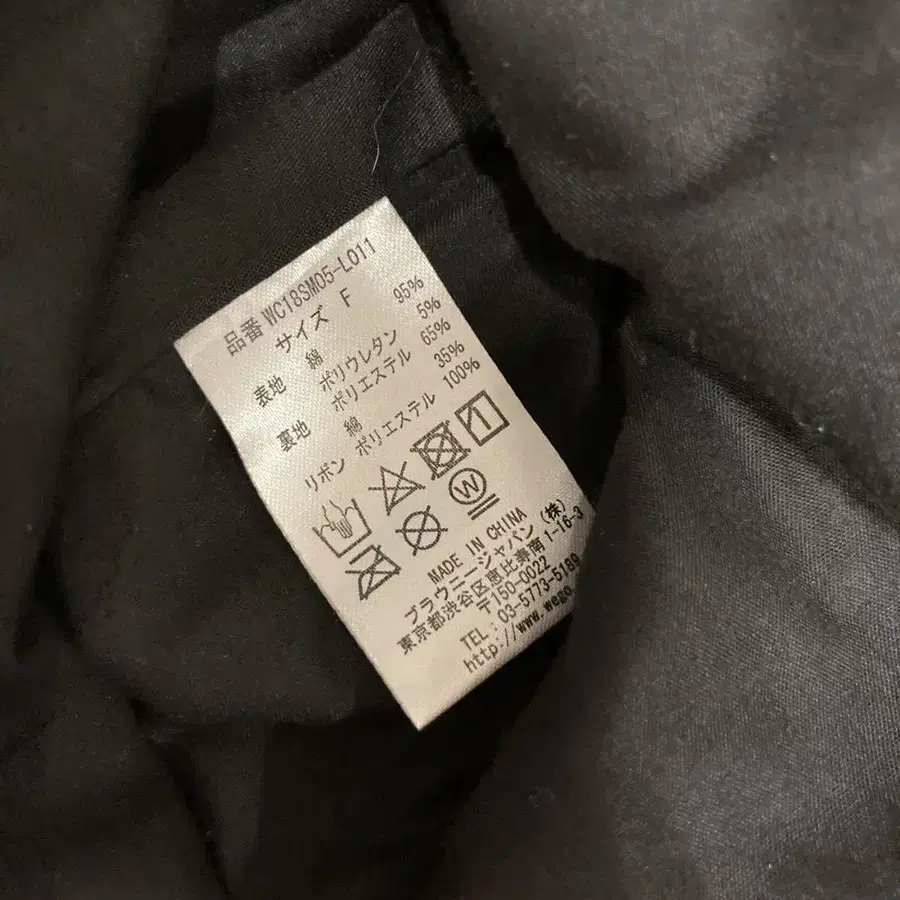 品番 WC18SM05-L011
サイズ F
表地 綿 95%
ポリウレタン 5%
ポリエステル 65%
裏地 綿 35%
リボン ポリエステル 100%
MADE IN CHINA
ブラウニージャパン (株)
東京都渋谷区恵比寿南1-16-3
〒150-0022
TEL: 03-5773-5189
http://www.wego.